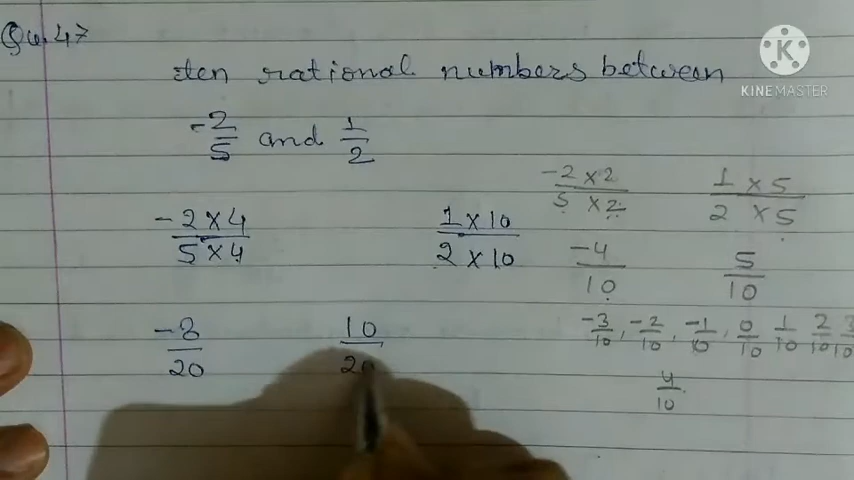 Qu. 47
KINEMASTER
ten rational numbers between
-2/5 and 1/2
-2 × 4 / 5 × 4
1 × 10 / 2 × 10
-8/20
10/20
-2 × 2 / 5 × 2
1 × 5 / 2 × 5
-4/10
5/10
-3/10, -2/10, -1/10, 0/10 1/10 2/10 3/10
4/10